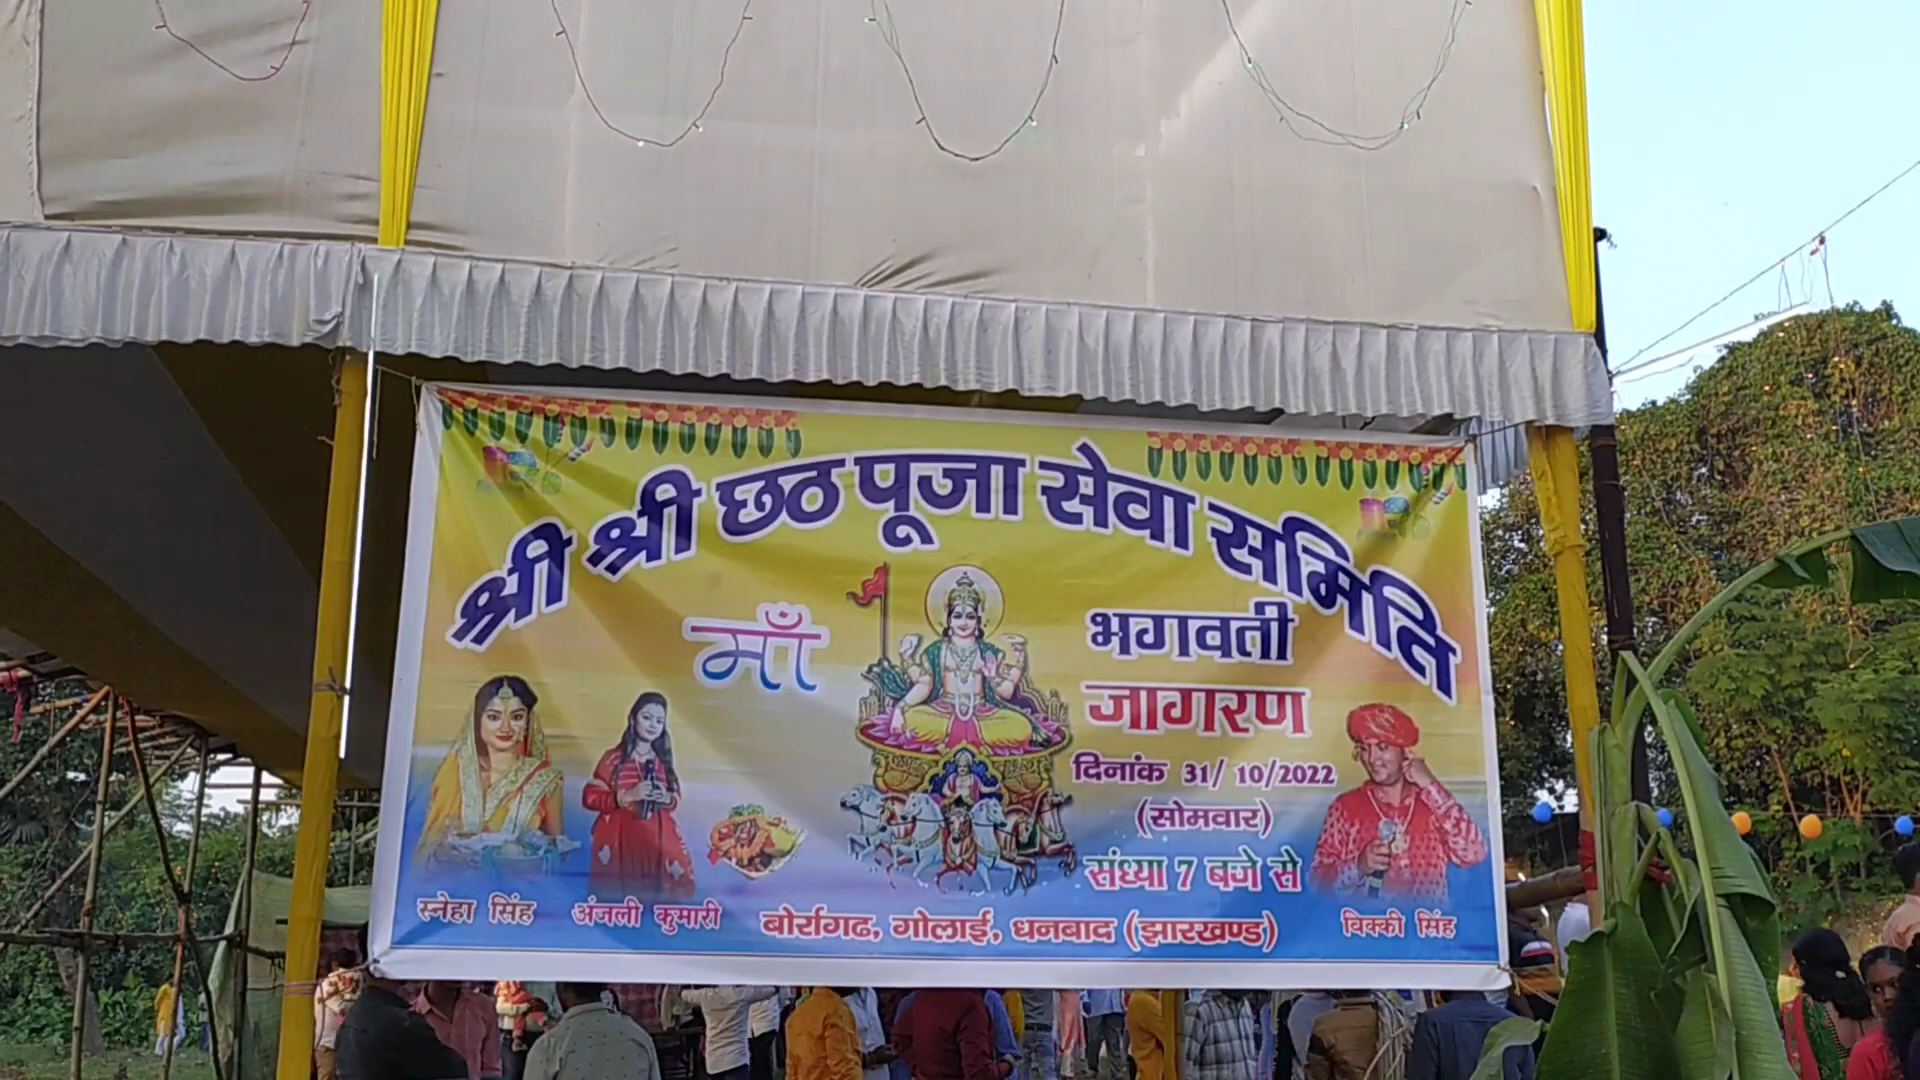 श्री श्री छठ पूजा सेवा समिति
माँ भगवती
जागरण
दिनांक 31/ 10/2022
(सोमवार)
संध्या 7 बजे से
स्नेहा सिंह अंजली कुमारी विक्की सिंह
बोर्रागढ, गोलाई, धनबाद (झारखण्ड)